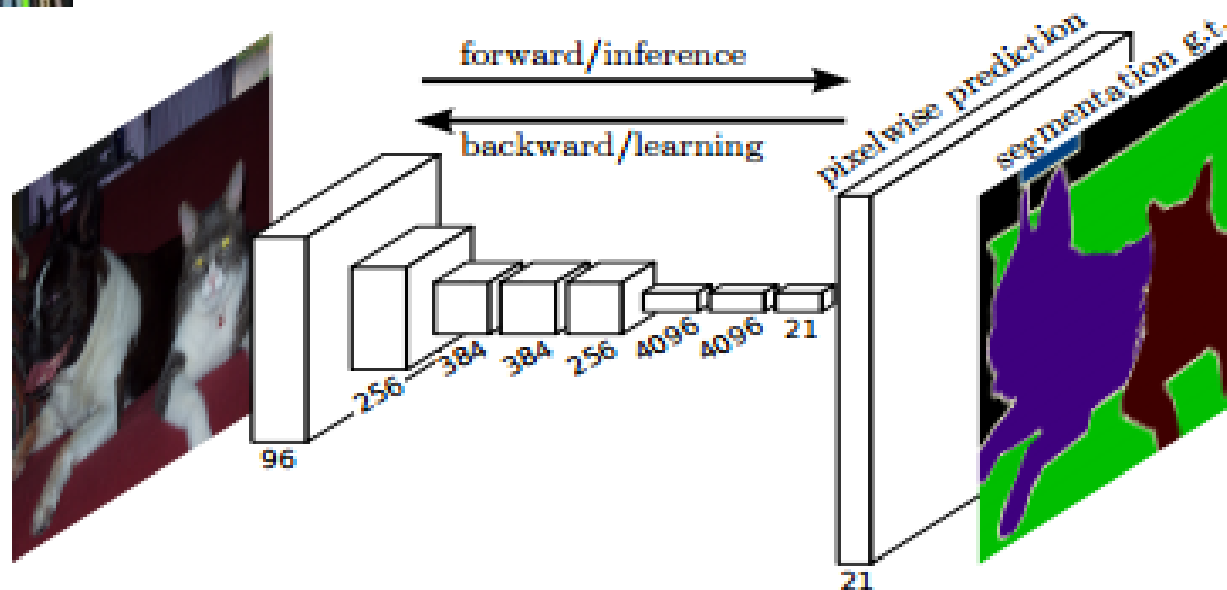 forward/inference
backward/learning
pixelwise prediction
segmentation g.t.
96
256
384
384
256
4096
4096
21
21